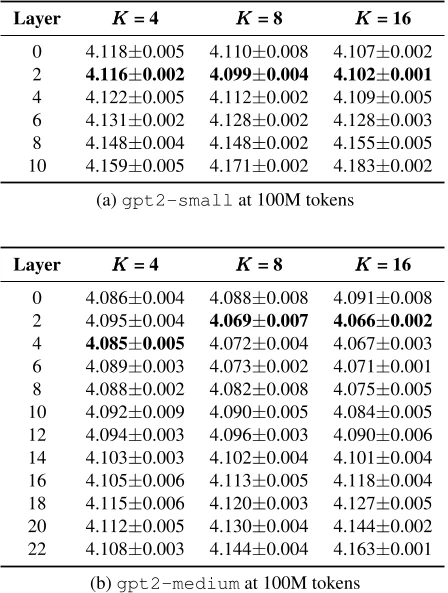 Layer K = 4 K = 8 K = 16
0 4.118±0.005 4.110±0.008 4.107±0.002
2 4.116±0.002 4.099±0.004 4.102±0.001
4 4.122±0.005 4.112±0.002 4.109±0.005
6 4.131±0.002 4.128±0.002 4.128±0.003
8 4.148±0.004 4.148±0.002 4.155±0.005
10 4.159±0.005 4.171±0.002 4.183±0.002
(a) gpt2-small at 100M tokens
Layer K = 4 K = 8 K = 16
0 4.086±0.004 4.088±0.008 4.091±0.008
2 4.095±0.004 4.069±0.007 4.066±0.002
4 4.085±0.005 4.072±0.004 4.067±0.003
6 4.089±0.003 4.073±0.002 4.071±0.001
8 4.088±0.002 4.082±0.008 4.075±0.005
10 4.092±0.009 4.090±0.005 4.084±0.005
12 4.094±0.003 4.096±0.003 4.090±0.006
14 4.103±0.003 4.102±0.004 4.101±0.004
16 4.105±0.006 4.113±0.005 4.118±0.004
18 4.115±0.006 4.120±0.003 4.127±0.005
20 4.112±0.005 4.130±0.004 4.144±0.002
22 4.108±0.003 4.144±0.004 4.163±0.001
(b) gpt2-medium at 100M tokens